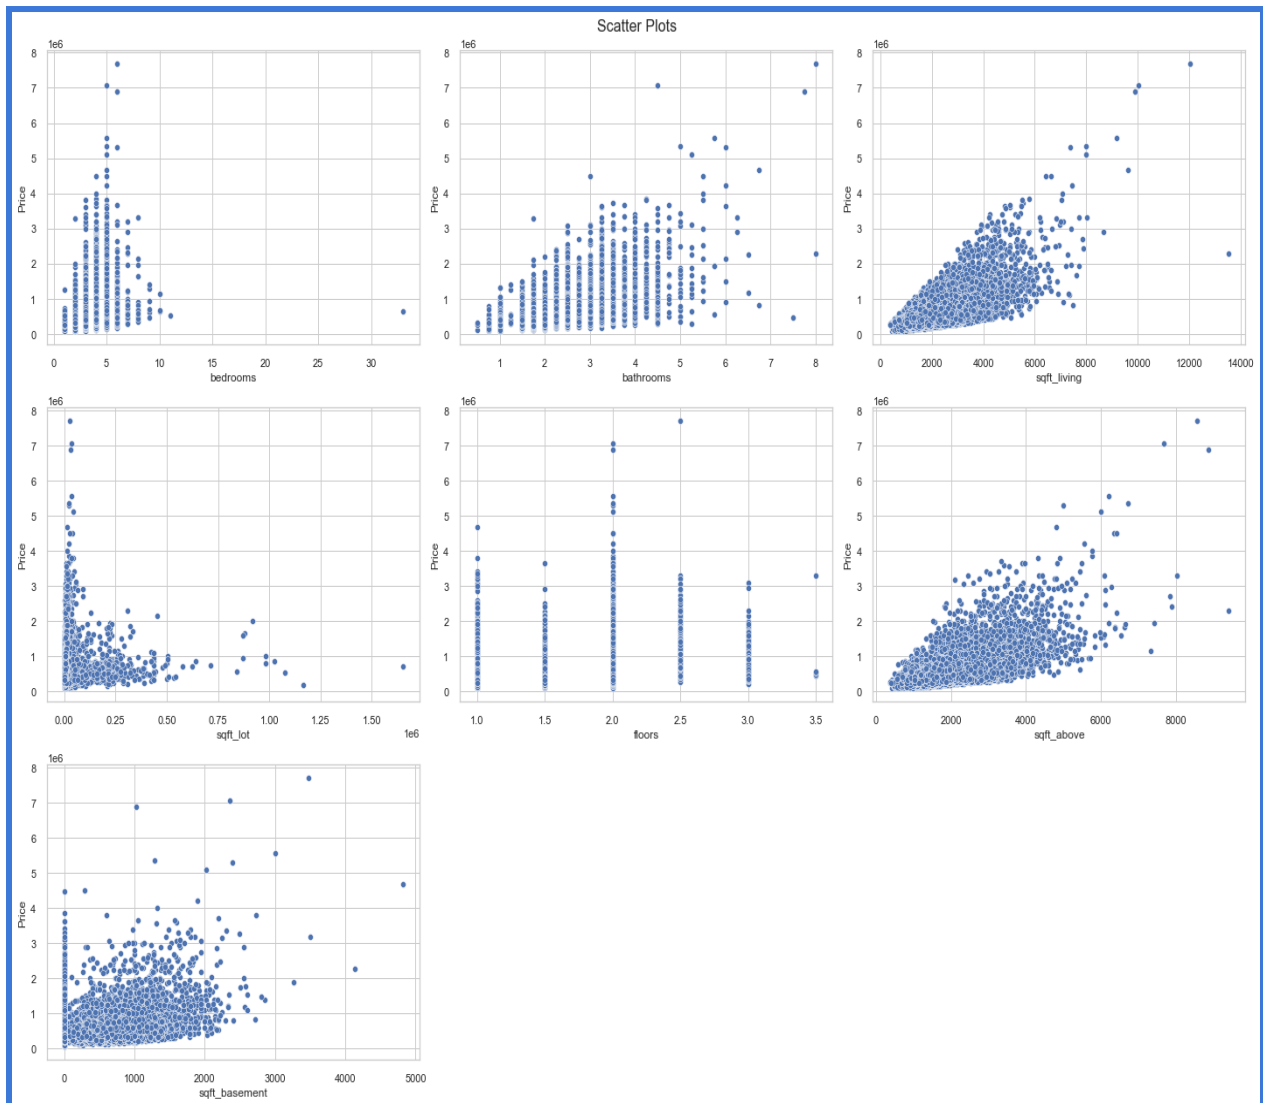 Scatter Plots
1e6
8
7
6
5
4
3
2
1
0
Price
0 5 10 15 20 25 30
bedrooms
1e6
8
7
6
5
4
3
2
1
0
Price
1 2 3 4 5 6 7 8
bathrooms
1e6
8
7
6
5
4
3
2
1
0
Price
0 2000 4000 6000 8000 10000 12000 14000
sqft_living
1e6
8
7
6
5
4
3
2
1
0
Price
0.00 0.25 0.50 0.75 1.00 1.25 1.50
sqft_lot 1e6
1e6
8
7
6
5
4
3
2
1
0
Price
1.0 1.5 2.0 2.5 3.0 3.5
floors
1e6
8
7
6
5
4
3
2
1
0
Price
0 2000 4000 6000 8000
sqft_above
1e6
8
7
6
5
4
3
2
1
0
Price
0 1000 2000 3000 4000 5000
sqft_basement